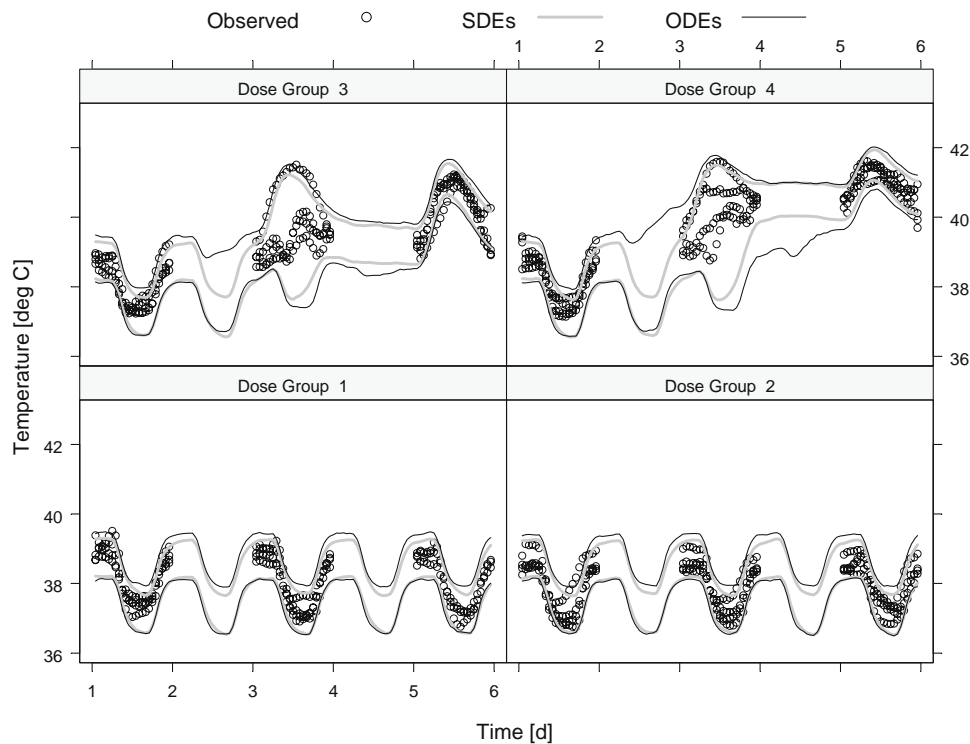 Observed SDEs ODEs
1 2 3 4 5 6
Dose Group 3 Dose Group 4
42
40
38
36
Temperature [deg C]
Dose Group 1 Dose Group 2
42
40
38
36
1 2 3 4 5 6
Time [d]